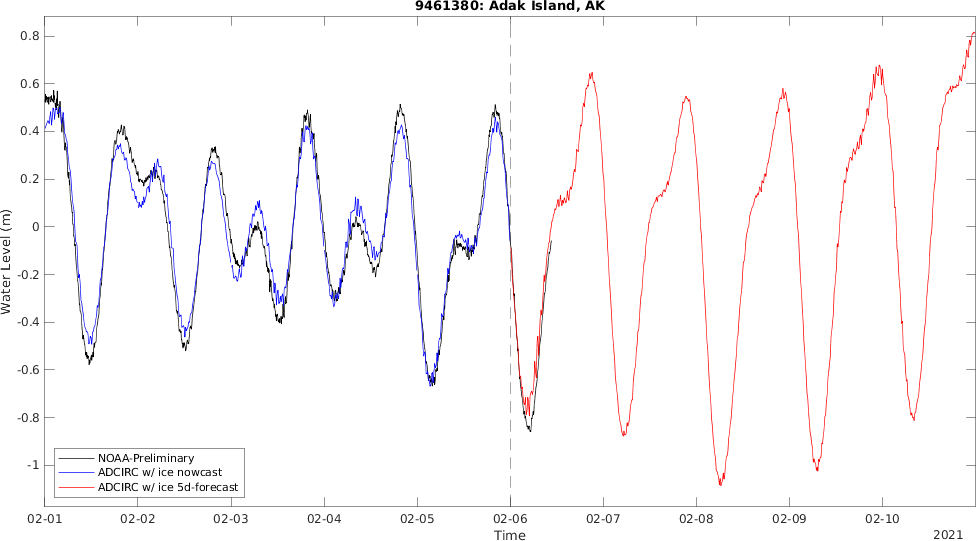 9461380: Adak Island, AK
Water Level (m)
0.8
0.6
0.4
0.2
0
-0.2
-0.4
-0.6
-0.8
-1
NOAA-Preliminary
ADCIRC w/ ice nowcast
ADCIRC w/ ice 5d-forecast
02-01 02-02 02-03 02-04 02-05 02-06 02-07 02-08 02-09 02-10
Time
2021